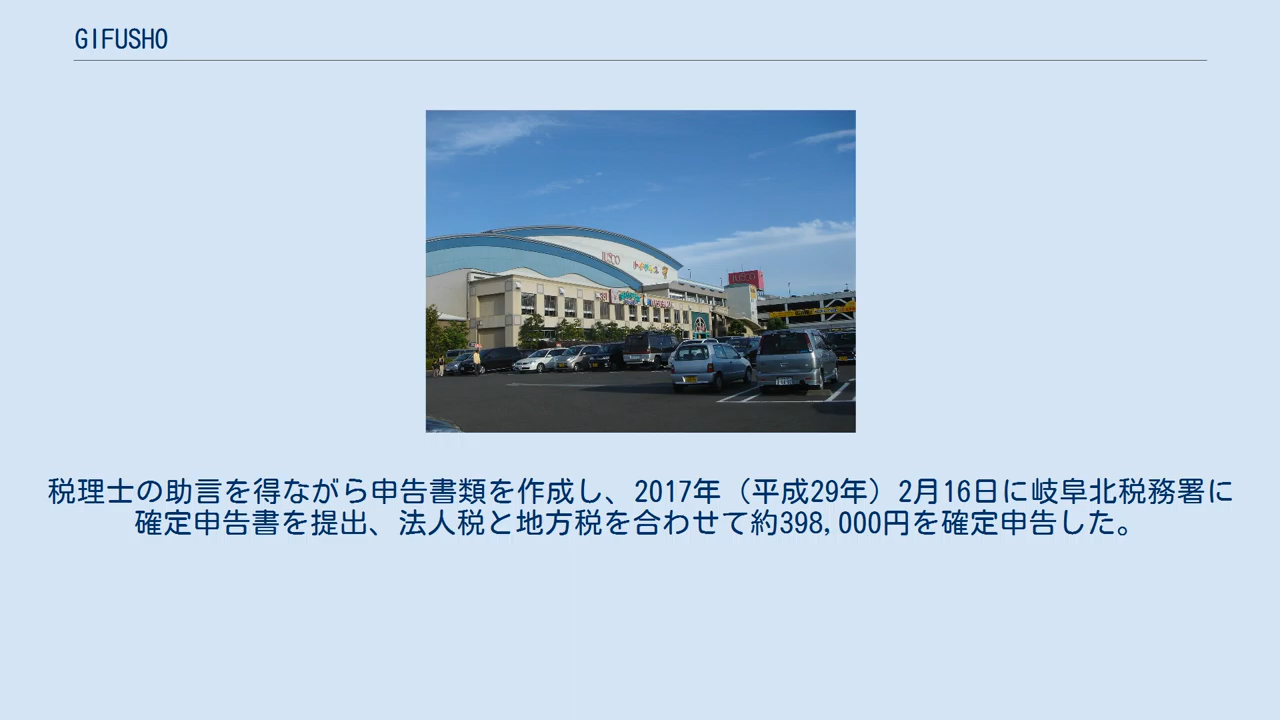 GIFUSHO
JUSCO
JUSCO
税理士の助言を得ながら申告書類を作成し、2017年（平成29年）2月16日に岐阜北税務署に
確定申告書を提出、法人税と地方税を合わせて約398,000円を確定申告した。